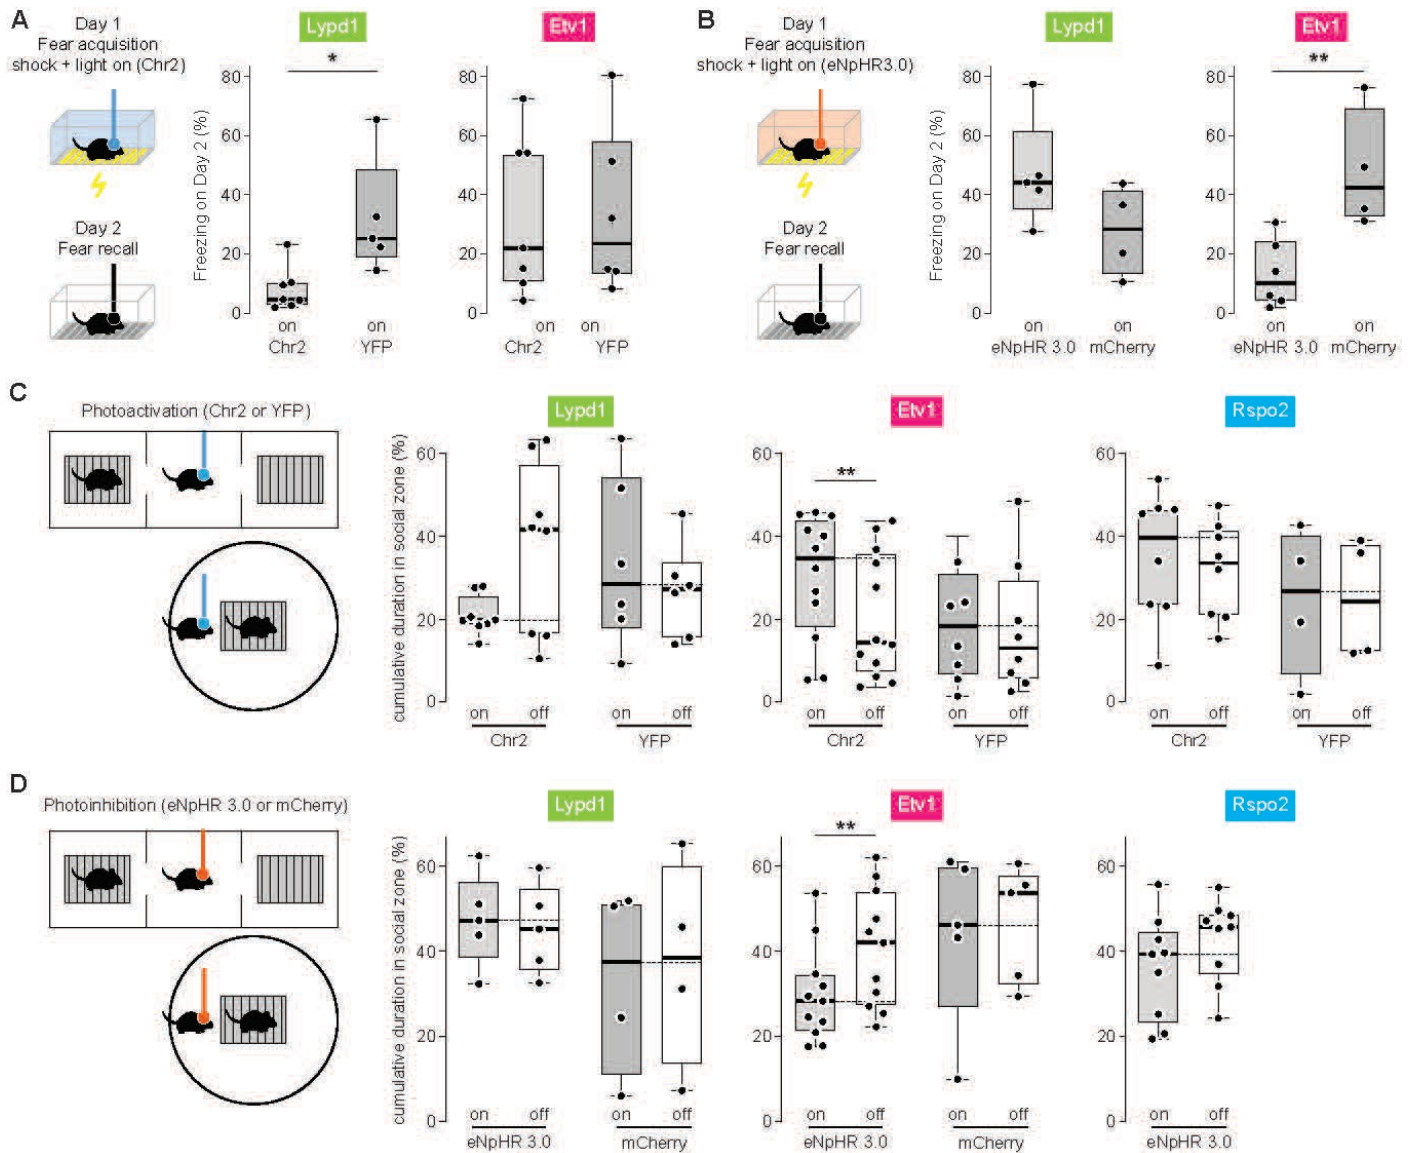 A
Day 1
Fear acquisition
shock + light on (Chr2)
Day 2
Fear recall
Lypd1
Etv1
Freezing on Day 2 (%)
80
60
40
20
0
*
on
Chr2
on
YFP
80
60
40
20
0
on
Chr2
on
YFP
B
Day 1
Fear acquisition
shock + light on (eNpHR3.0)
Day 2
Fear recall
Lypd1
Etv1
Freezing on Day 2 (%)
80
60
40
20
0
on
eNpHR 3.0
on
mCherry
80
60
40
20
0
**
on
eNpHR 3.0
on
mCherry
C
Photoactivation (Chr2 or YFP)
Lypd1
Etv1
Rspo2
cumulative duration in social zone (%)
60
40
20
0
on off on off
Chr2 YFP
60
40
20
0
**
on off on off
Chr2 YFP
60
40
20
0
on off on off
Chr2 YFP
D
Photoinhibition (eNpHR 3.0 or mCherry)
Lypd1
Etv1
Rspo2
cumulative duration in social zone (%)
60
40
20
0
on off on off
eNpHR 3.0 mCherry
60
40
20
0
**
on off on off
eNpHR 3.0 mCherry
60
40
20
0
on off
eNpHR 3.0